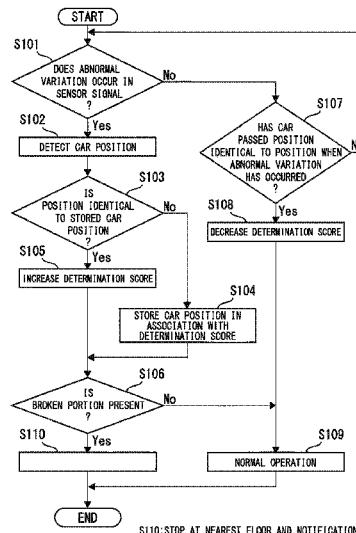 START
S101
DOES ABNORMAL
VARIATION OCCUR IN
SENSOR SIGNAL
?
No
Yes
S102
DETECT CAR POSITION
S107
HAS CAR
PASSED POSITION
IDENTICAL TO POSITION WHEN
ABNORMAL VARIATION
HAS OCCURRED
?
Yes
S103
IS
POSITION IDENTICAL
TO STORED CAR
POSITION
?
No
Yes
S108
DECREASE DETERMINATION SCORE
S105
INCREASE DETERMINATION SCORE
S104
STORE CAR POSITION IN
ASSOCIATION WITH
DETERMINATION SCORE
S106
IS
BROKEN PORTION PRESENT
?
No
Yes
S110
S109
NORMAL OPERATION
END
S110:STOP AT NEAREST FLOOR AND NOTIFICATION